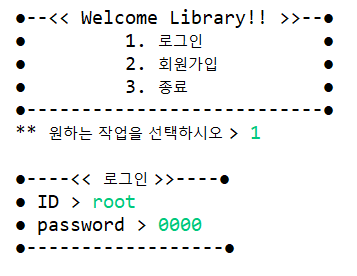 ●--<< Welcome Library!! >>--●
●         1. 로그인           ●
●         2. 회원가입         ●
●         3. 종료             ●
●---------------------------●
** 원하는 작업을 선택하시오 > 1
●----<< 로그인 >>----●
● ID > root
● password > 0000
●------------------●